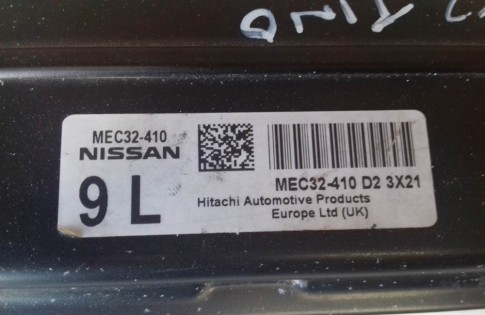 MEC32-410
NISSAN
9 L
MEC32-410 D2 3X21
Hitachi Automotive Products
Europe Ltd (UK)